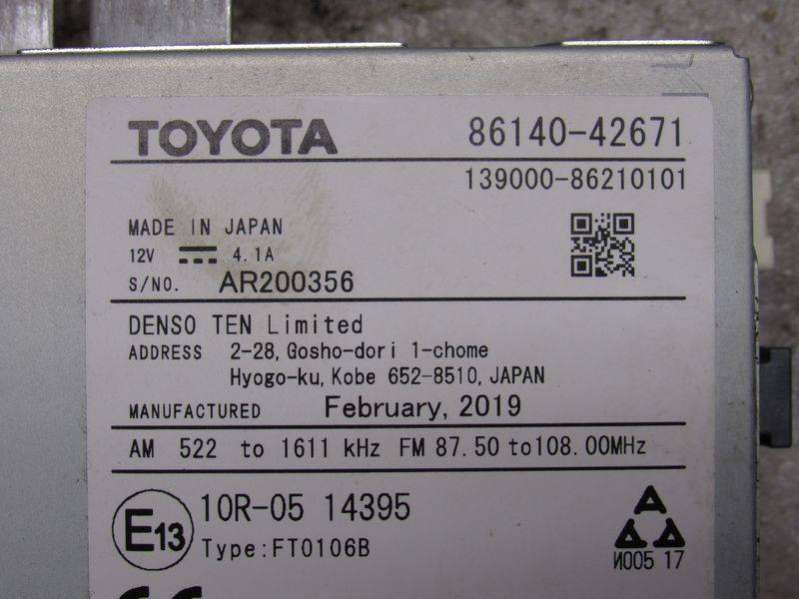 TOYOTA 86140-42671
139000-86210101
MADE IN JAPAN
12V 4.1A
S/NO. AR200356
DENSO TEN Limited
ADDRESS 2-28, Gosho-dori 1-chome
Hyogo-ku, Kobe 652-8510, JAPAN
MANUFACTURED February, 2019
AM 522 to 1611 kHz FM 87.50 to 108.00MHz
E13 10R-05 14395
Type:FT0106B
И005 17